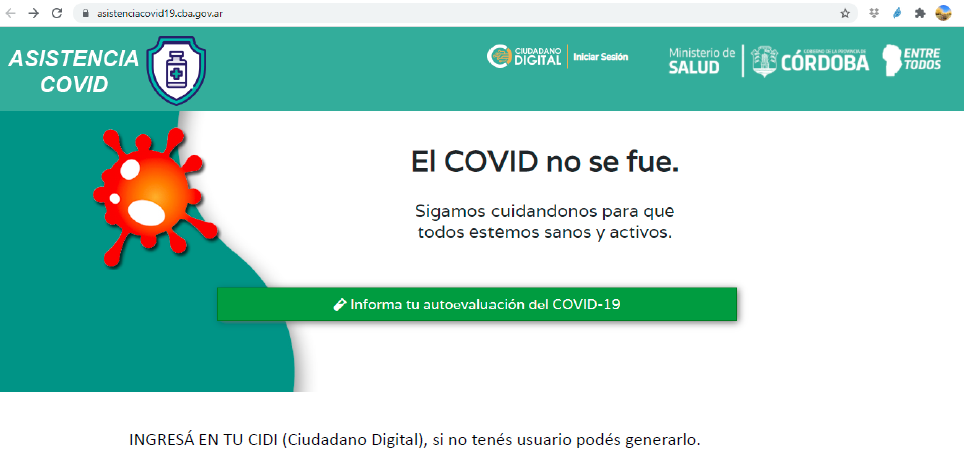 asistenciacovid19.cba.gov.ar
ASISTENCIA
COVID
CIUDADANO
DIGITAL
Iniciar Sesión
Ministerio de
SALUD
GOBIERNO DE LA PROVINCIA DE
CÓRDOBA
ENTRE
TODOS
El COVID no se fue.
Sigamos cuidandonos para que
todos estemos sanos y activos.
Informa tu autoevaluación del COVID-19
INGRESÁ EN TU CIDI (Ciudadano Digital), si no tenés usuario podés generarlo.